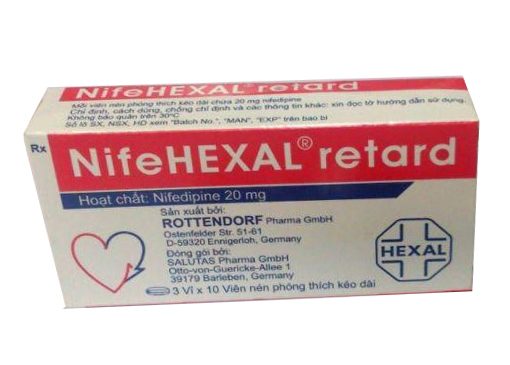 NifeHEXAL retard
Mỗi viên nén phóng thích kéo dài chứa 20 mg nifedipine
Chỉ định, cách dùng, chống chỉ định và các thông tin khác: xin đọc tờ hướng dẫn sử dụng.
Không bảo quản trên 30°C
Số lô SX, NSX, HD xem "Batch No.", "MAN", "EXP" trên bao bì
Rx
NifeHEXAL® retard
Hoạt chất: Nifedipine 20 mg
Sản xuất bởi:
ROTTENDORF Pharma GmbH
Ostenfelder Str. 51-61
D-59320 Ennigerloh, Germany
Đóng gói bởi:
SALUTAS Pharma GmbH
Otto-von-Guericke-Allee 1
39179 Barleben, Germany
HEXAL
3 Vỉ x 10 Viên nén phóng thích kéo dài